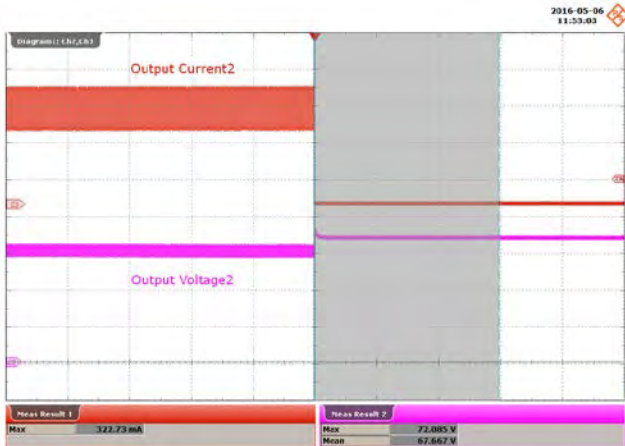 2016-05-06
11:53:03
Diagram1: Ch2,Ch3
Output Current2
Output Voltage2
Meas Result 1
Max 322.73 mA
Meas Result 2
Max 72.085 V
Mean 67.667 V